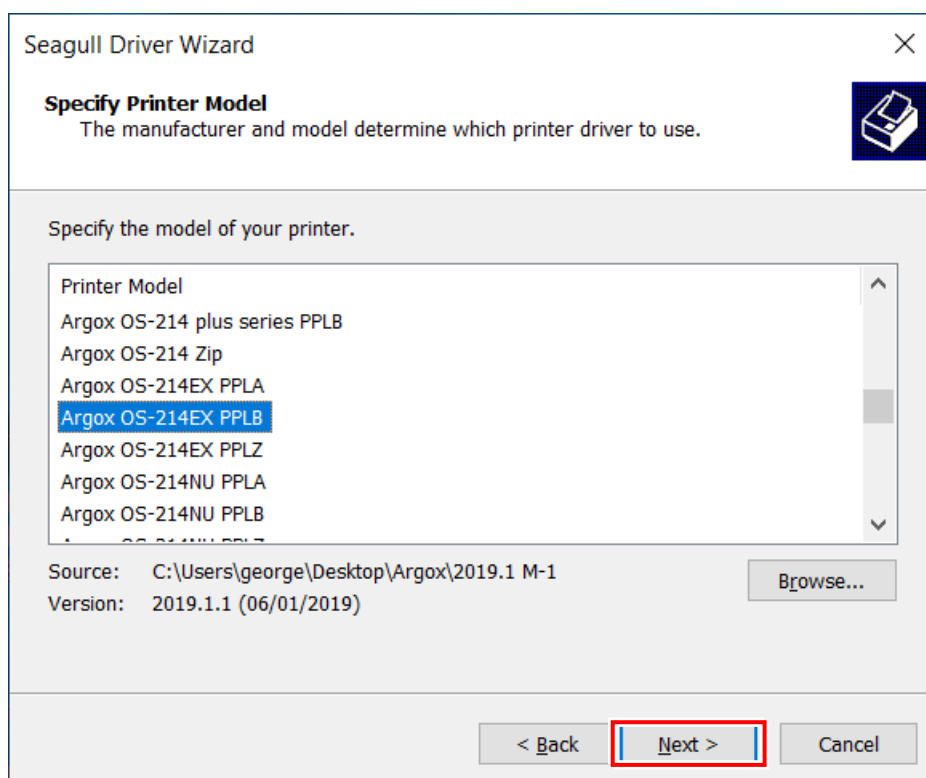 Seagull Driver Wizard
Specify Printer Model
The manufacturer and model determine which printer driver to use.
Specify the model of your printer.
Printer Model
Argox OS-214 plus series PPLB
Argox OS-214 Zip
Argox OS-214EX PPLA
Argox OS-214EX PPLB
Argox OS-214EX PPLZ
Argox OS-214NU PPLA
Argox OS-214NU PPLB
Source: C:\Users\george\Desktop\Argox\2019.1 M-1
Browse...
Version: 2019.1.1 (06/01/2019)
< Back Next > Cancel